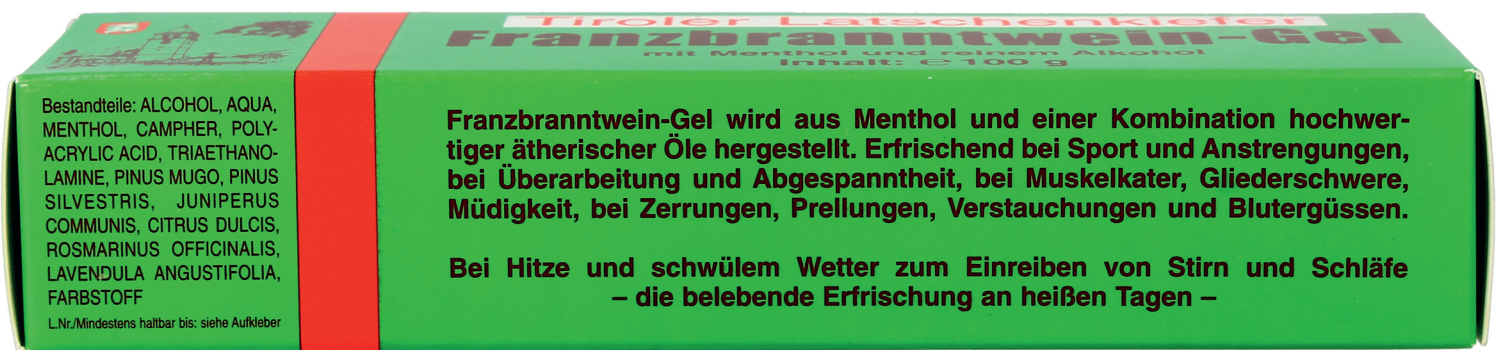 Tiroler Latschenkiefer
Franzbranntwein-Gel
mit Menthol und reinem Alkohol
Inhalt: ℮ 100 g
Bestandteile: ALCOHOL, AQUA,
MENTHOL, CAMPHER, POLY-
ACRYLIC ACID, TRIAETHANO-
LAMINE, PINUS MUGO, PINUS
SILVESTRIS, JUNIPERUS
COMMUNIS, CITRUS DULCIS,
ROSMARINUS OFFICINALIS,
LAVENDULA ANGUSTIFOLIA,
FARBSTOFF
L.Nr./Mindestens haltbar bis: siehe Aufkleber
Franzbranntwein-Gel wird aus Menthol und einer Kombination hochwer-
tiger ätherischer Öle hergestellt. Erfrischend bei Sport und Anstrengungen,
bei Überarbeitung und Abgespanntheit, bei Muskelkater, Gliederschwere,
Müdigkeit, bei Zerrungen, Prellungen, Verstauchungen und Blutergüssen.
Bei Hitze und schwülem Wetter zum Einreiben von Stirn und Schläfe
– die belebende Erfrischung an heißen Tagen –